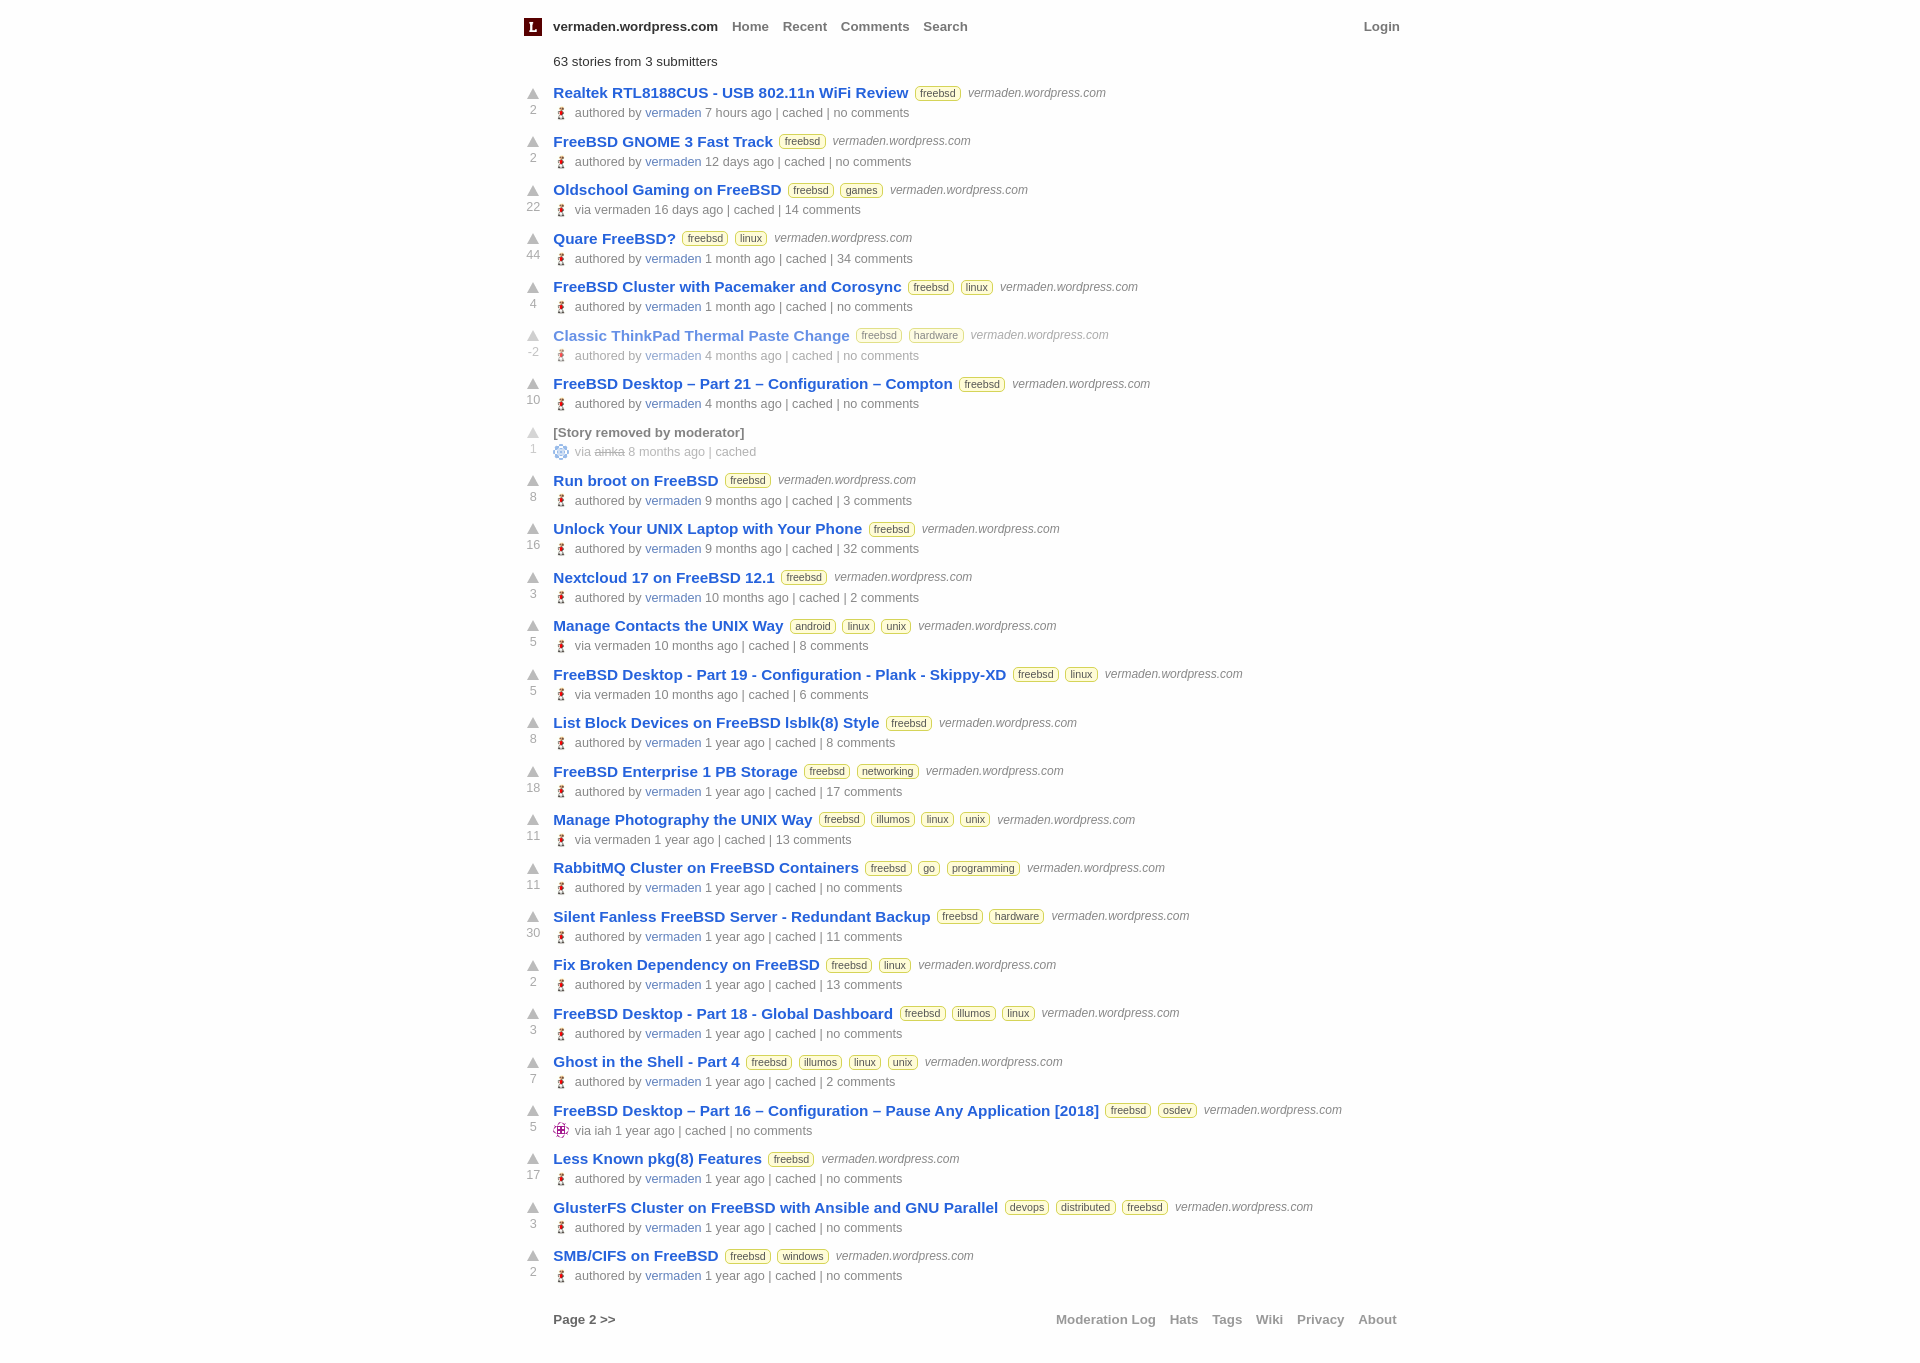 L vermaden.wordpress.com Home Recent Comments Search Login
63 stories from 3 submitters
Realtek RTL8188CUS - USB 802.11n WiFi Review freebsd vermaden.wordpress.com
2 authored by vermaden 7 hours ago | cached | no comments
FreeBSD GNOME 3 Fast Track freebsd vermaden.wordpress.com
2 authored by vermaden 12 days ago | cached | no comments
Oldschool Gaming on FreeBSD freebsd games vermaden.wordpress.com
22 via vermaden 16 days ago | cached | 14 comments
Quare FreeBSD? freebsd linux vermaden.wordpress.com
44 authored by vermaden 1 month ago | cached | 34 comments
FreeBSD Cluster with Pacemaker and Corosync freebsd linux vermaden.wordpress.com
4 authored by vermaden 1 month ago | cached | no comments
Classic ThinkPad Thermal Paste Change freebsd hardware vermaden.wordpress.com
-2 authored by vermaden 4 months ago | cached | no comments
FreeBSD Desktop – Part 21 – Configuration – Compton freebsd vermaden.wordpress.com
10 authored by vermaden 4 months ago | cached | no comments
[Story removed by moderator]
1 via ainka 8 months ago | cached
Run broot on FreeBSD freebsd vermaden.wordpress.com
8 authored by vermaden 9 months ago | cached | 3 comments
Unlock Your UNIX Laptop with Your Phone freebsd vermaden.wordpress.com
16 authored by vermaden 9 months ago | cached | 32 comments
Nextcloud 17 on FreeBSD 12.1 freebsd vermaden.wordpress.com
3 authored by vermaden 10 months ago | cached | 2 comments
Manage Contacts the UNIX Way android linux unix vermaden.wordpress.com
5 via vermaden 10 months ago | cached | 8 comments
FreeBSD Desktop - Part 19 - Configuration - Plank - Skippy-XD freebsd linux vermaden.wordpress.com
5 via vermaden 10 months ago | cached | 6 comments
List Block Devices on FreeBSD lsblk(8) Style freebsd vermaden.wordpress.com
8 authored by vermaden 1 year ago | cached | 8 comments
FreeBSD Enterprise 1 PB Storage freebsd networking vermaden.wordpress.com
18 authored by vermaden 1 year ago | cached | 17 comments
Manage Photography the UNIX Way freebsd illumos linux unix vermaden.wordpress.com
11 via vermaden 1 year ago | cached | 13 comments
RabbitMQ Cluster on FreeBSD Containers freebsd go programming vermaden.wordpress.com
11 authored by vermaden 1 year ago | cached | no comments
Silent Fanless FreeBSD Server - Redundant Backup freebsd hardware vermaden.wordpress.com
30 authored by vermaden 1 year ago | cached | 11 comments
Fix Broken Dependency on FreeBSD freebsd linux vermaden.wordpress.com
2 authored by vermaden 1 year ago | cached | 13 comments
FreeBSD Desktop - Part 18 - Global Dashboard freebsd illumos linux vermaden.wordpress.com
3 authored by vermaden 1 year ago | cached | no comments
Ghost in the Shell - Part 4 freebsd illumos linux unix vermaden.wordpress.com
7 authored by vermaden 1 year ago | cached | 2 comments
FreeBSD Desktop – Part 16 – Configuration – Pause Any Application [2018] freebsd osdev vermaden.wordpress.com
5 via iah 1 year ago | cached | no comments
Less Known pkg(8) Features freebsd vermaden.wordpress.com
17 authored by vermaden 1 year ago | cached | no comments
GlusterFS Cluster on FreeBSD with Ansible and GNU Parallel devops distributed freebsd vermaden.wordpress.com
3 authored by vermaden 1 year ago | cached | no comments
SMB/CIFS on FreeBSD freebsd windows vermaden.wordpress.com
2 authored by vermaden 1 year ago | cached | no comments
Page 2 >> Moderation Log Hats Tags Wiki Privacy About